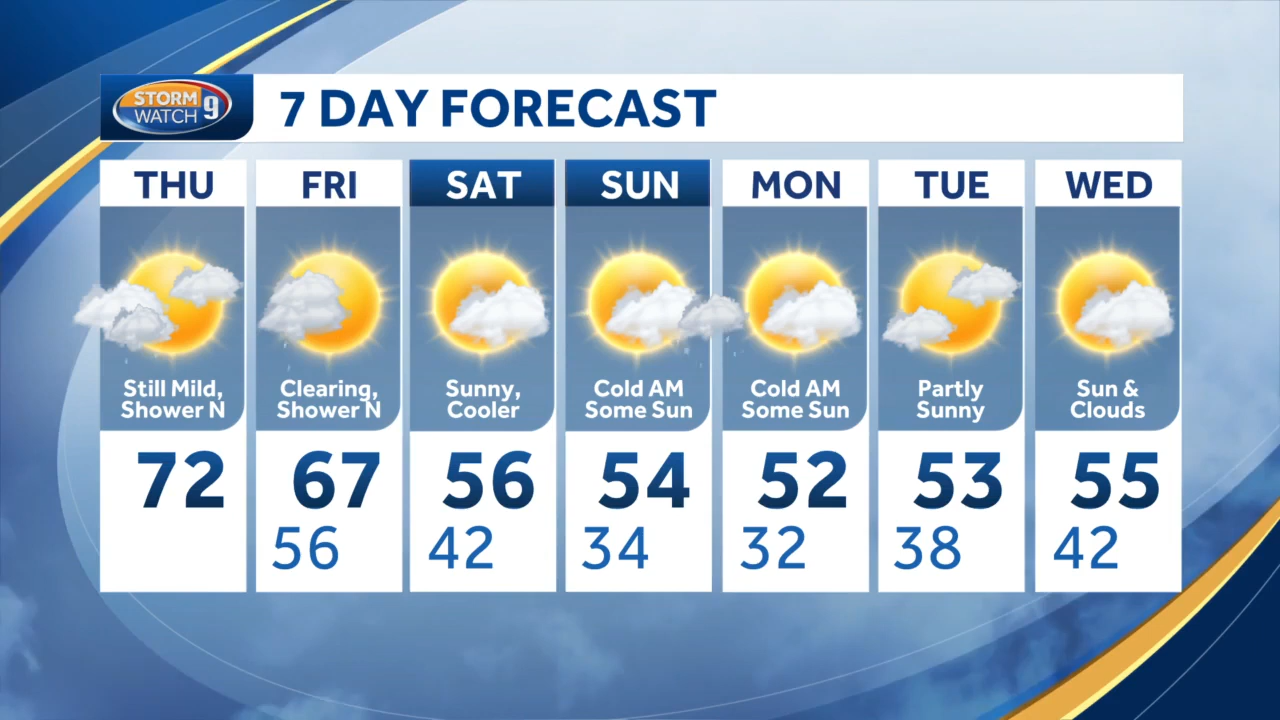 STORM
WATCH 9
7 DAY FORECAST
THU
FRI
SAT
SUN
MON
TUE
WED
Still Mild,
Shower N
Clearing,
Shower N
Sunny,
Cooler
Cold AM
Some Sun
Cold AM
Some Sun
Partly
Sunny
Sun &
Clouds
72
67
56
54
52
53
55
56
42
34
32
38
42